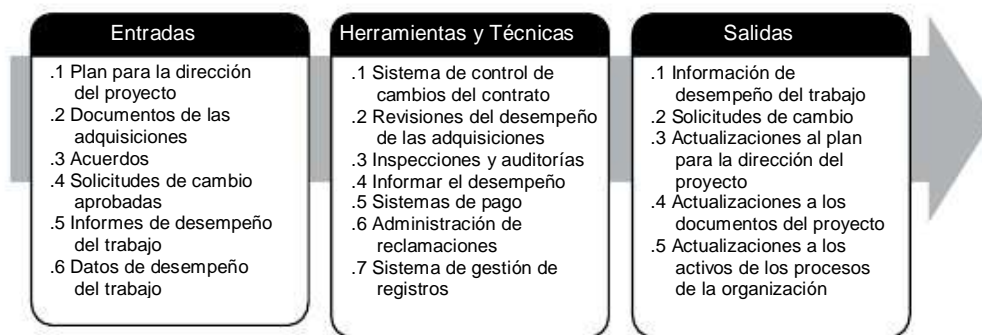 Entradas
.1 Plan para la dirección
del proyecto
.2 Documentos de las
adquisiciones
.3 Acuerdos
.4 Solicitudes de cambio
aprobadas
.5 Informes de desempeño
del trabajo
.6 Datos de desempeño
del trabajo
Herramientas y Técnicas
.1 Sistema de control de
cambios del contrato
.2 Revisiones del desempeño
de las adquisiciones
.3 Inspecciones y auditorías
.4 Informar el desempeño
.5 Sistemas de pago
.6 Administración de
reclamaciones
.7 Sistema de gestión de
registros
Salidas
.1 Información de
desempeño del trabajo
.2 Solicitudes de cambio
.3 Actualizaciones al plan
para la dirección del
proyecto
.4 Actualizaciones a los
documentos del proyecto
.5 Actualizaciones a los
activos de los procesos
de la organización